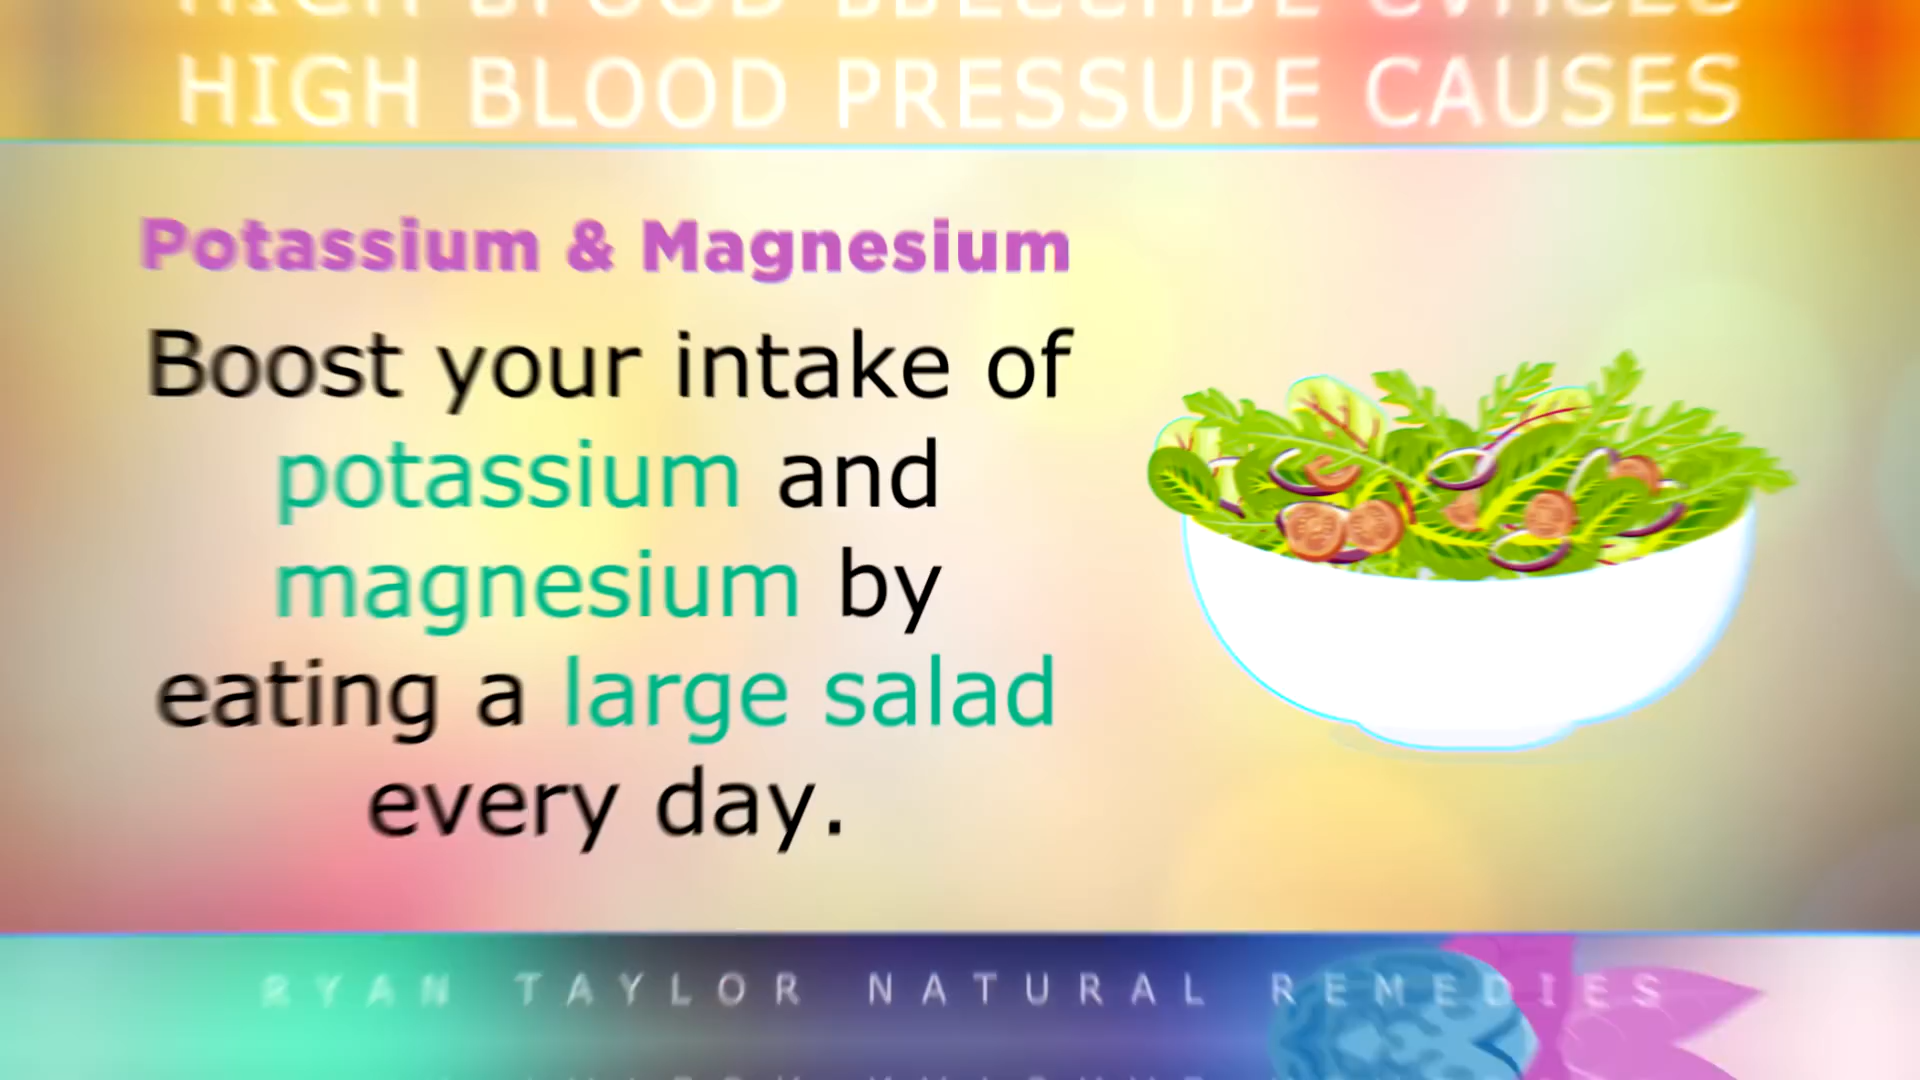 HIGH BLOOD PRESSURE CAUSES
Potassium & Magnesium
Boost your intake of
potassium and
magnesium by
eating a large salad
every day.
RYAN TAYLOR NATURAL REMEDIES